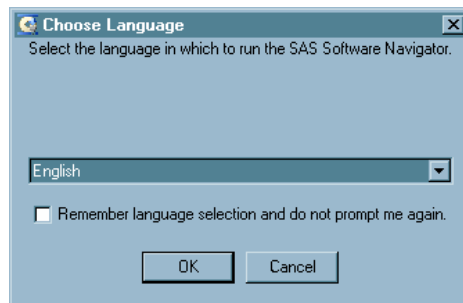 Choose Language
Select the language in which to run the SAS Software Navigator.
English
Remember language selection and do not prompt me again.
OK
Cancel